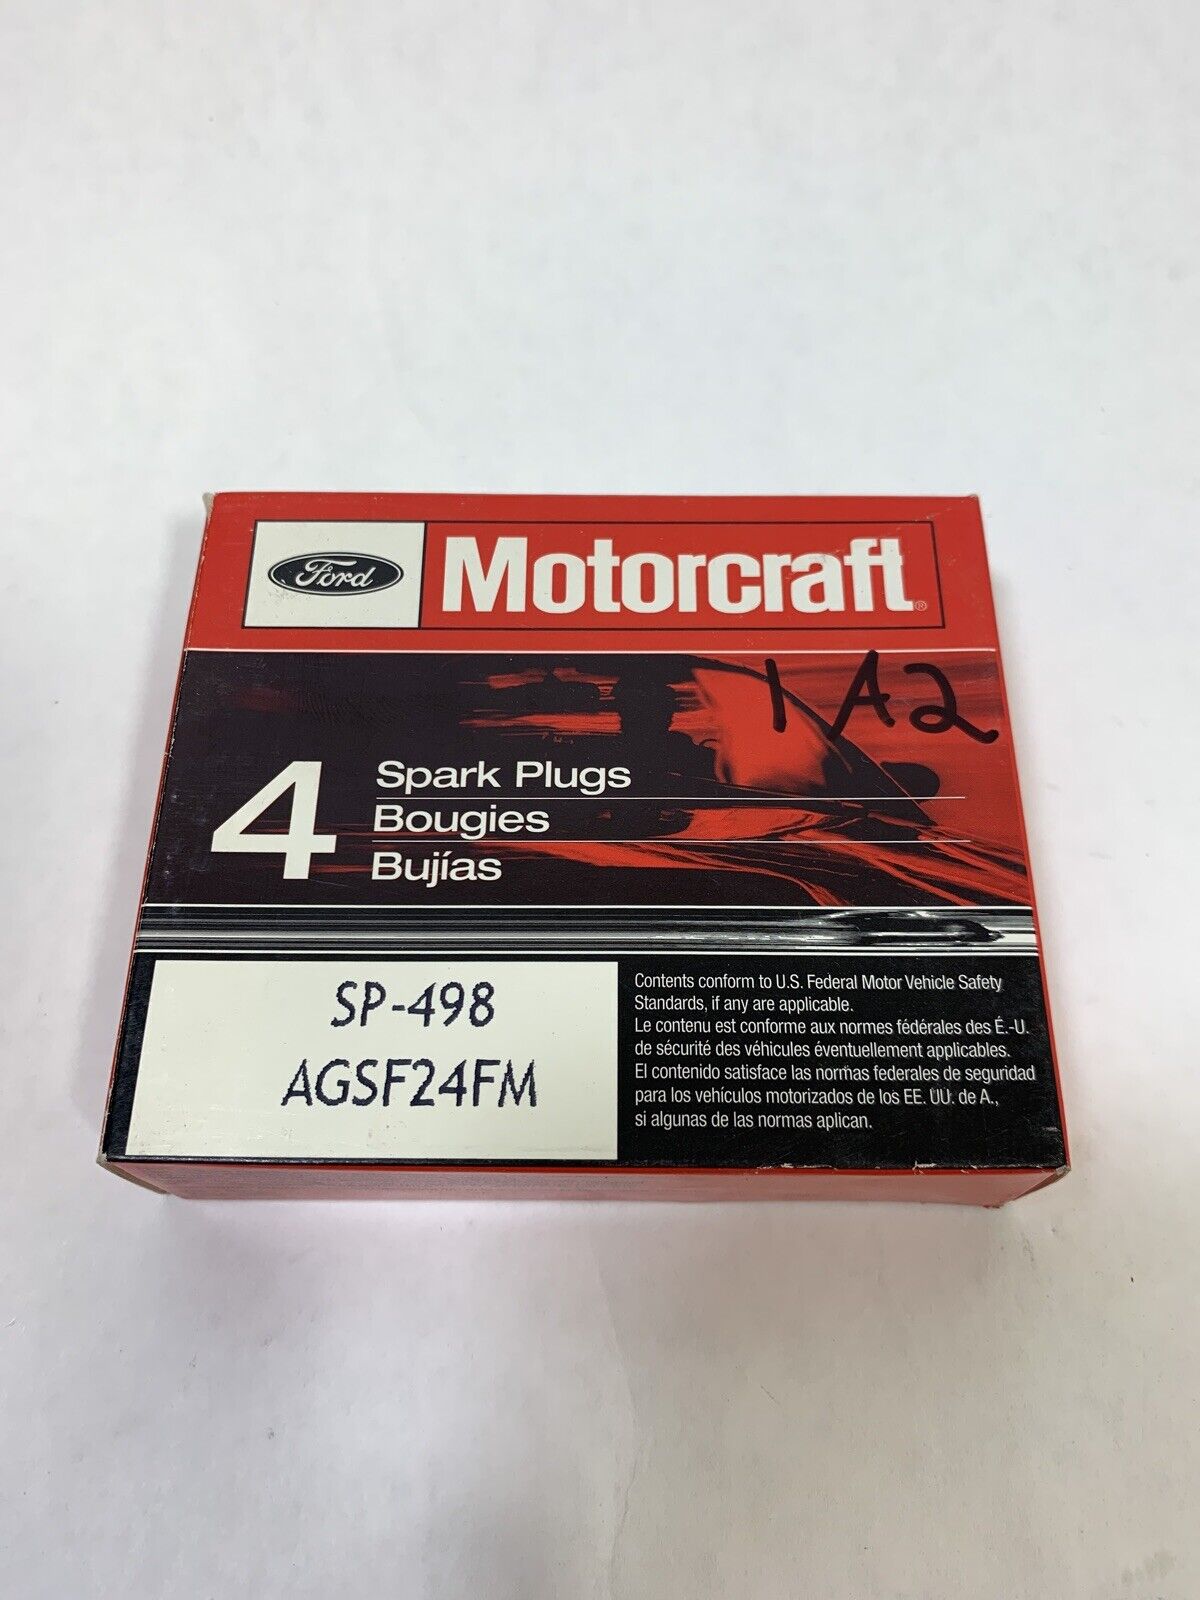 Ford
Motorcraft®
1A2
4
Spark Plugs
Bougies
Bujías
SP-498
AGSF24FM
Contents conform to U.S. Federal Motor Vehicle Safety
Standards, if any are applicable.
Le contenu est conforme aux normes fédérales des É.-U.
de sécurité des véhicules éventuellement applicables.
El contenido satisface las normas federales de seguridad
para los vehículos motorizados de los EE. UU. de A.,
si algunas de las normas aplican.